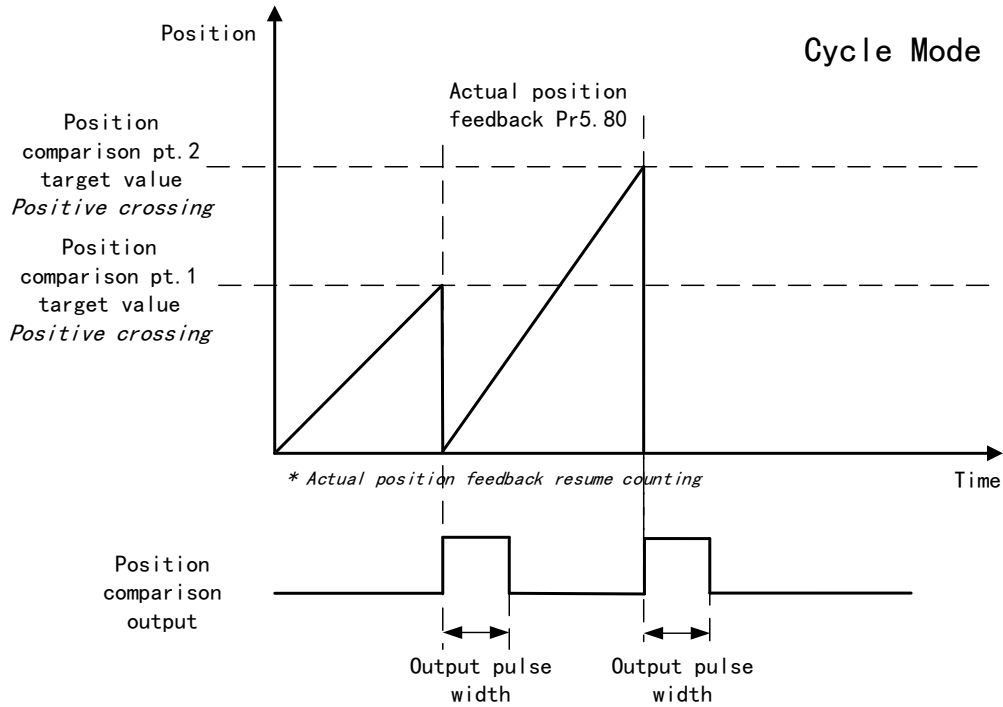 Position
Cycle Mode
Actual position
feedback Pr5.80
Position
comparison pt.2
target value
Positive crossing
Position
comparison pt.1
target value
Positive crossing
* Actual position feedback resume counting
Time
Position
comparison
output
Output pulse
width
Output pulse
width